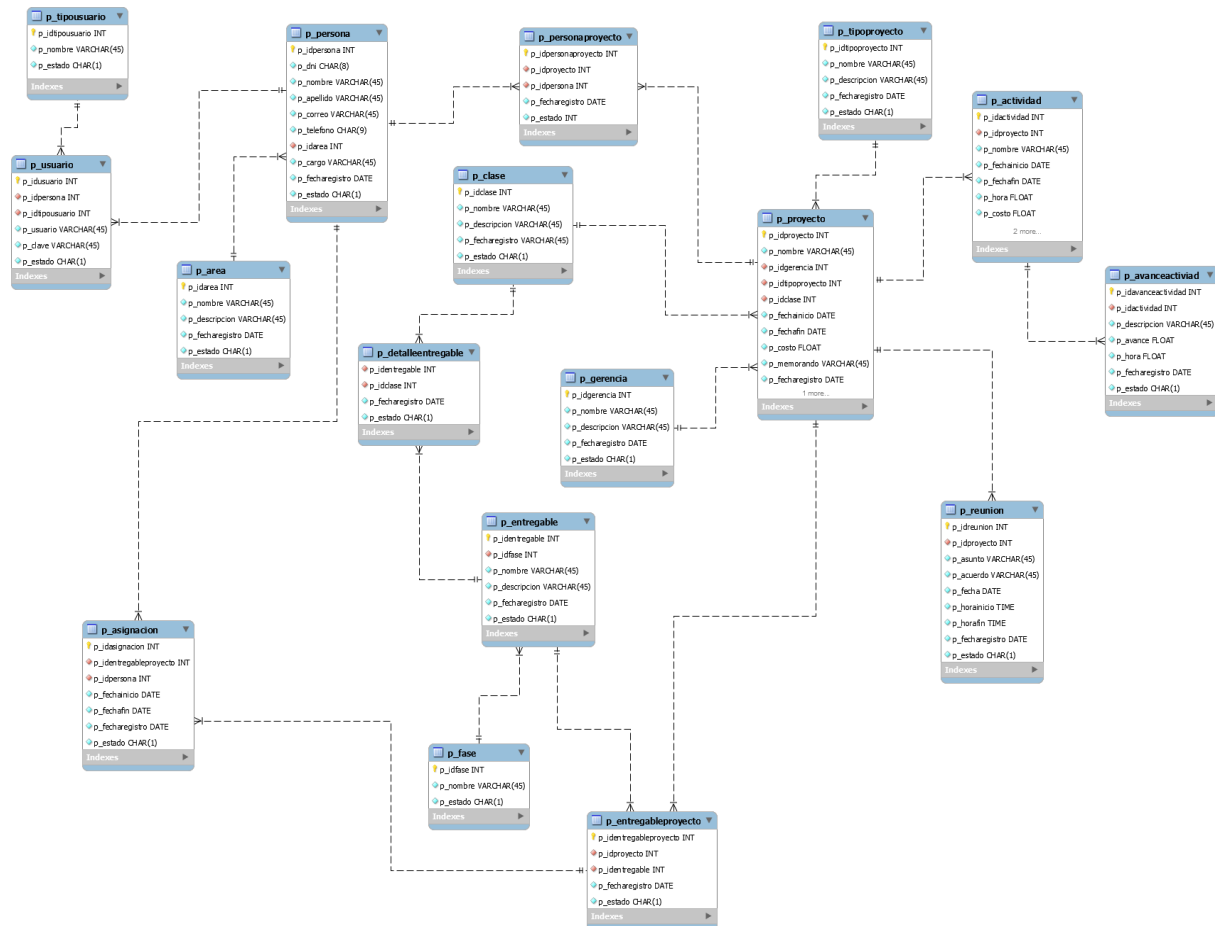 p_tipousuario
p_idtipousuario INT
p_nombre VARCHAR(45)
p_estado CHAR(1)
Indexes
p_persona
p_idpersona INT
p_dni CHAR(8)
p_nombre VARCHAR(45)
p_apellido VARCHAR(45)
p_correo VARCHAR(45)
p_telefono CHAR(9)
p_idarea INT
p_cargo VARCHAR(45)
p_fecharegistro DATE
p_estado CHAR(1)
Indexes
p_personaproyecto
p_idpersonaproyecto INT
p_idproyecto INT
p_idpersona INT
p_fecharegistro DATE
p_estado INT
Indexes
p_tipoproyecto
p_idtipoproyecto INT
p_nombre VARCHAR(45)
p_descripcion VARCHAR(45)
p_fecharegistro DATE
p_estado CHAR(1)
Indexes
p_actividad
p_idactividad INT
p_idproyecto INT
p_nombre VARCHAR(45)
p_fechainicio DATE
p_fechafin DATE
p_hora FLOAT
p_costo FLOAT
2 more...
Indexes
p_usuario
p_idusuario INT
p_idpersona INT
p_idtipousuario INT
p_usuario VARCHAR(45)
p_clave VARCHAR(45)
p_estado CHAR(1)
Indexes
p_clase
p_idclase INT
p_nombre VARCHAR(45)
p_descripcion VARCHAR(45)
p_fecharegistro VARCHAR(45)
p_estado CHAR(1)
Indexes
p_proyecto
p_idproyecto INT
p_nombre VARCHAR(45)
p_idgerencia INT
p_idtipoproyecto INT
p_idclase INT
p_fechainicio DATE
p_fechafin DATE
p_costo FLOAT
p_memorando VARCHAR(45)
p_fecharegistro DATE
1 more...
Indexes
p_area
p_idarea INT
p_nombre VARCHAR(45)
p_descripcion VARCHAR(45)
p_fecharegistro DATE
p_estado CHAR(1)
Indexes
p_avanceactiviad
p_idavanceactividad INT
p_idactividad INT
p_descripcion VARCHAR(45)
p_avance FLOAT
p_hora FLOAT
p_fecharegistro DATE
p_estado CHAR(1)
Indexes
p_detalleentregable
p_identregable INT
p_idclase INT
p_fecharegistro DATE
p_estado CHAR(1)
Indexes
p_gerencia
p_idgerencia INT
p_nombre VARCHAR(45)
p_descripcion VARCHAR(45)
p_fecharegistro DATE
p_estado CHAR(1)
Indexes
p_entregable
p_identregable INT
p_idfase INT
p_nombre VARCHAR(45)
p_descripcion VARCHAR(45)
p_fecharegistro DATE
p_estado CHAR(1)
Indexes
p_reunion
p_idreunion INT
p_idproyecto INT
p_asunto VARCHAR(45)
p_acuerdo VARCHAR(45)
p_fecha DATE
p_horainicio TIME
p_horafin TIME
p_fecharegistro DATE
p_estado CHAR(1)
Indexes
p_asignacion
p_idasignacion INT
p_identregableproyecto INT
p_idpersona INT
p_fechainicio DATE
p_fechafin DATE
p_fecharegistro DATE
p_estado CHAR(1)
Indexes
p_fase
p_idfase INT
p_nombre VARCHAR(45)
p_estado CHAR(1)
Indexes
p_entregableproyecto
p_identregableproyecto INT
p_idproyecto INT
p_identregable INT
p_fecharegistro DATE
p_estado CHAR(1)
Indexes